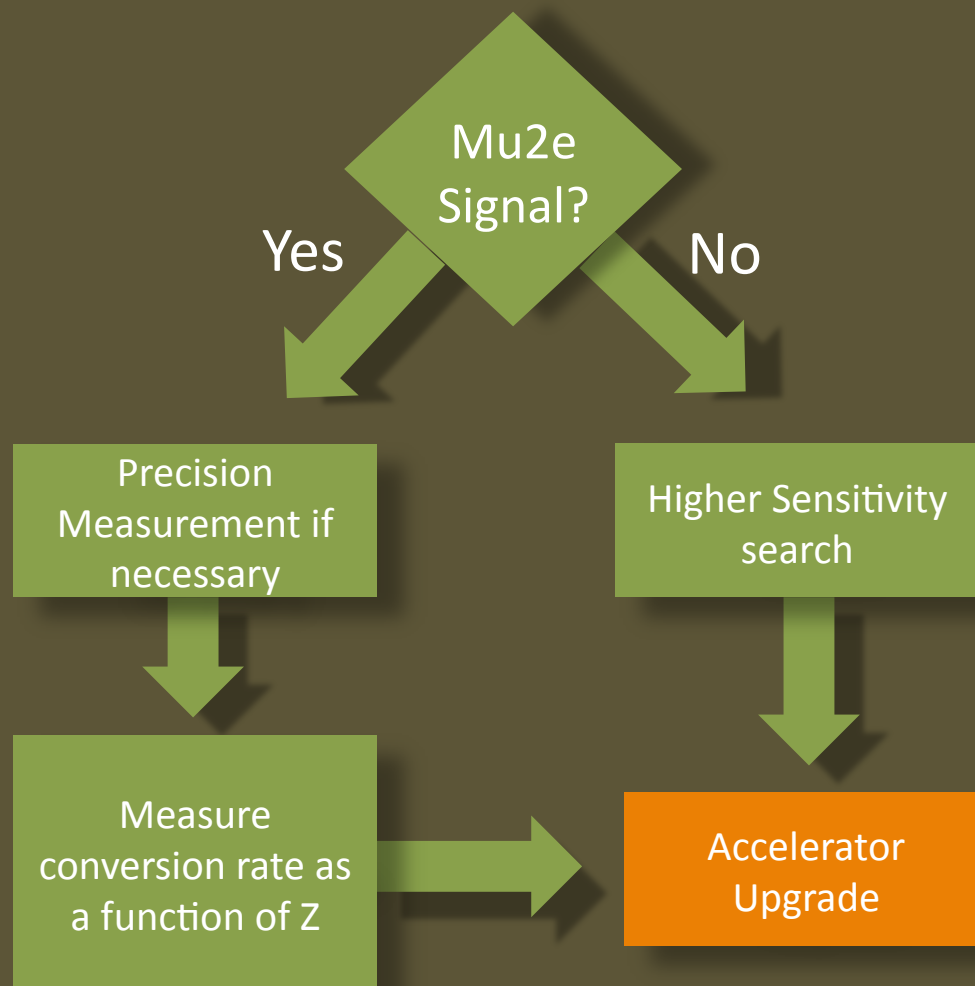 Mu2e
Signal?
Yes
No
Precision
Measurement if
necessary
Higher Sensitivity
search
Measure
conversion rate as
a function of Z
Accelerator
Upgrade